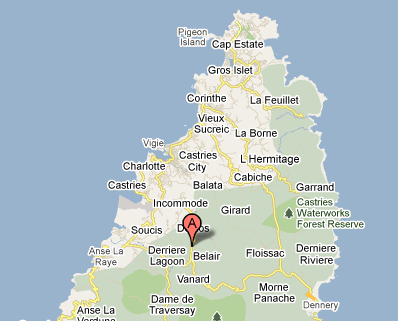 Pigeon
Island
Cap Estate
Gros Islet
Corinthe
La Feuillet
Vieux
Sucreic
La Borne
Vigie
Castries
City
L Hermitage
Charlotte
Cabiche
Castries
Balata
Garrand
Incommode
Girard
Castries
Waterworks
Forest Reserve
A
Soucis
Anse La
Raye
Derriere
Lagoon
Belair
Floissac
Derniere
Riviere
Vanard
Morne
Panache
Dennery
Dame de
Traversay
Anse La
Verdune